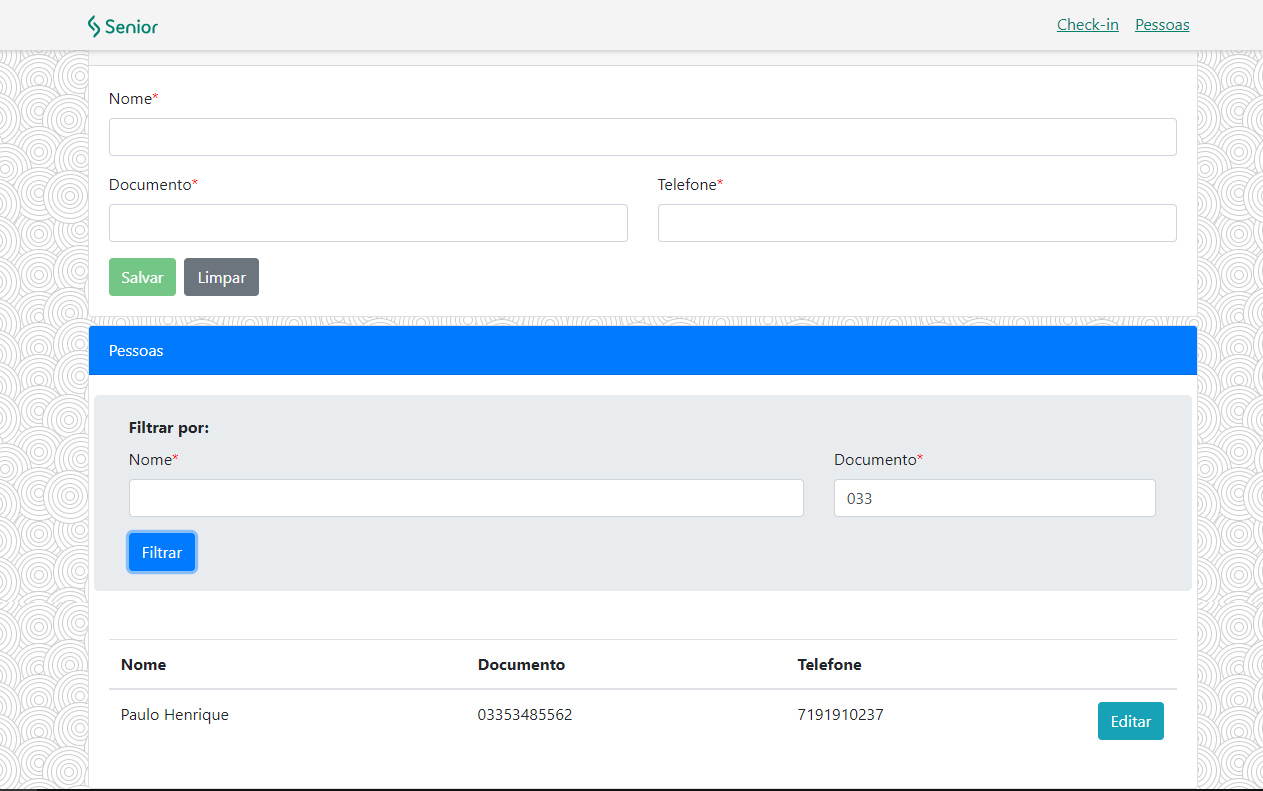 Senior
Check-in Pessoas
Nome*
Documento* Telefone*
Salvar Limpar
Pessoas
Filtrar por:
Nome* Documento*
033
Filtrar
Nome Documento Telefone
Paulo Henrique 03353485562 7191910237 Editar